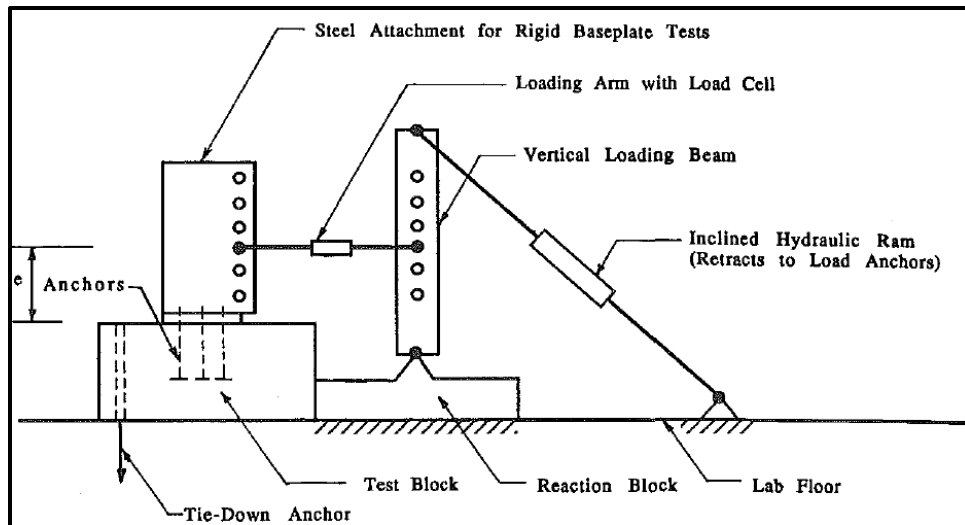 Steel Attachment for Rigid Baseplate Tests
Loading Arm with Load Cell
Vertical Loading Beam
Inclined Hydraulic Ram
(Retracts to Load Anchors)
e
Anchors
Test Block
Reaction Block
Lab Floor
Tie-Down Anchor